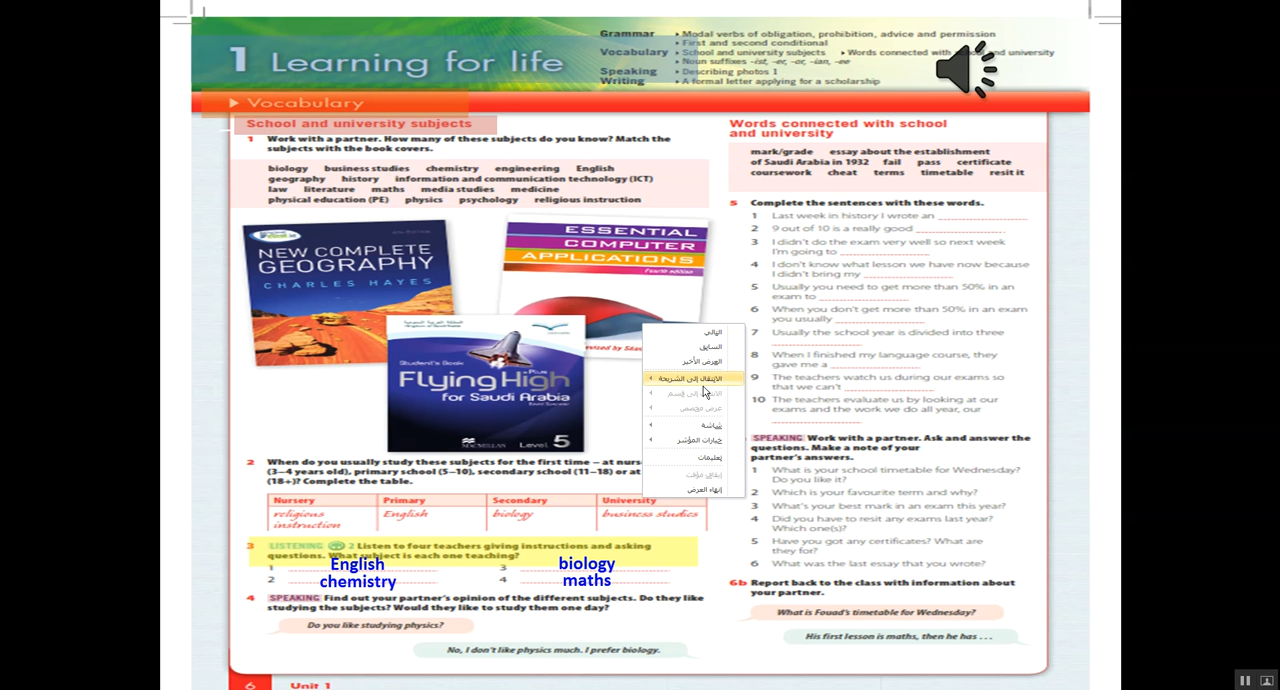 Grammar ▸ Modal verbs of obligation, prohibition, advice and permission
▸ First and second conditional
Vocabulary ▸ School and university subjects ▸ Words connected with school and university
▸ Noun suffixes -ist, -er, -or, -ian, -ee
Speaking ▸ Describing photos 1
Writing ▸ A formal letter applying for a scholarship
1 Learning for life
▸ Vocabulary
School and university subjects
1 Work with a partner. How many of these subjects do you know? Match the
subjects with the book covers.
biology business studies chemistry engineering English
geography history information and communication technology (ICT)
law literature maths media studies medicine
physical education (PE) physics psychology religious instruction
NEW COMPLETE
GEOGRAPHY
CHARLES HAYES
ESSENTIAL
COMPUTER
APPLICATIONS
Fourth edition
Student's Book
Flying High
for Saudi Arabia
MACMILLAN Level 5
2 When do you usually study these subjects for the first time – at nurs
(3–4 years old), primary school (5–10), secondary school (11–18) or at
(18+)? Complete the table.
Nursery Primary Secondary University
religious English biology business studies
instruction
3 LISTENING 2 Listen to four teachers giving instructions and asking
questions. What subject is each one teaching?
1 English 3 biology
2 chemistry 4 maths
4 SPEAKING Find out your partner's opinion of the different subjects. Do they like
studying the subjects? Would they like to study them one day?
Do you like studying physics?
No, I don't like physics much. I prefer biology.
6 Unit 1
Words connected with school
and university
mark/grade essay about the establishment
of Saudi Arabia in 1932 fail pass certificate
coursework cheat terms timetable resit it
5 Complete the sentences with these words.
1 Last week in history I wrote an
2 9 out of 10 is a really good
3 I didn't do the exam very well so next week
I'm going to
4 I don't know what lesson we have now because
I didn't bring my
5 Usually you need to get more than 50% in an
exam to
6 When you don't get more than 50% in an exam
you usually
7 Usually the school year is divided into three
8 When I finished my language course, they
gave me a
9 The teachers watch us during our exams so
that we can't
10 The teachers evaluate us by looking at our
exams and the work we do all year, our
SPEAKING Work with a partner. Ask and answer the
questions. Make a note of your
partner's answers.
1 What is your school timetable for Wednesday?
Do you like it?
2 Which is your favourite term and why?
3 What's your best mark in an exam this year?
4 Did you have to resit any exams last year?
Which one(s)?
5 Have you got any certificates? What are
they for?
6 What was the last essay that you wrote?
6b Report back to the class with information about
your partner.
What is Fouad's timetable for Wednesday?
His first lesson is maths, then he has . . .
التالي
السابق
العرض الأخير
الانتقال إلى الشريحة
الانتقال إلى قسم
عرض مخصص
شاشة
خيارات المؤشر
تعليمات
إيقاف مؤقت
إنهاء العرض